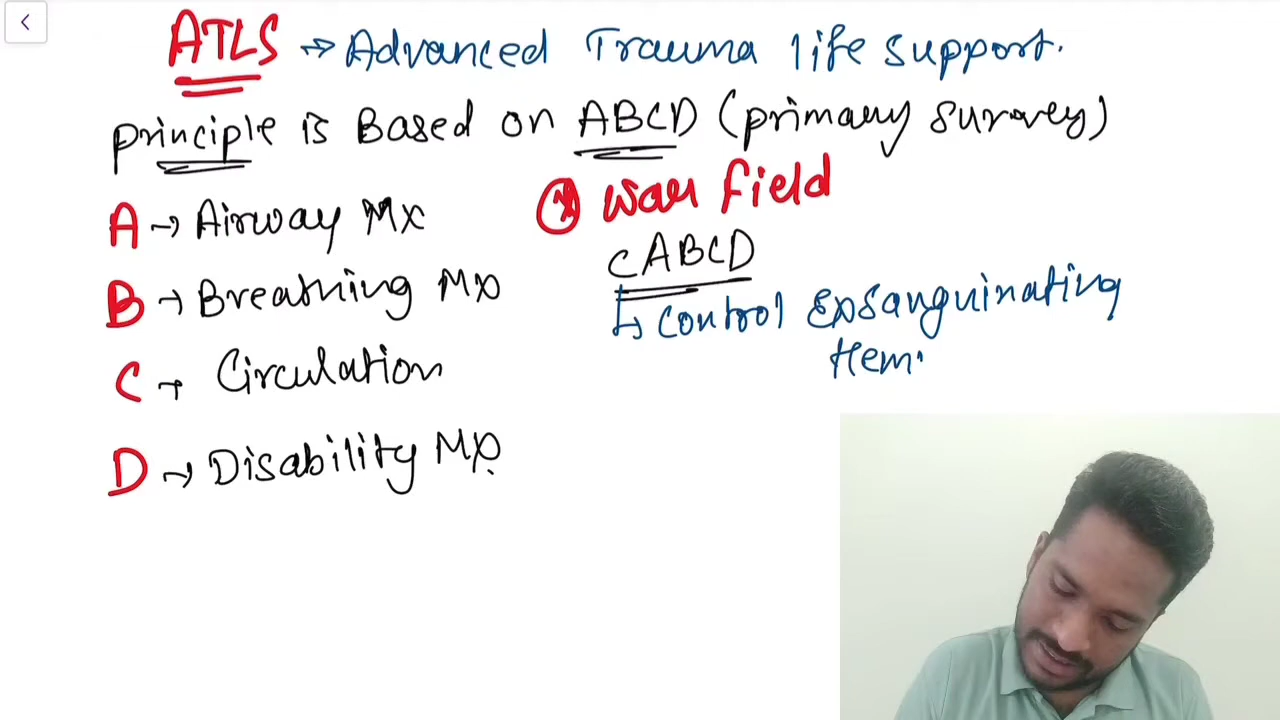 ATLS → Advanced Trauma life support.
principle is Based on ABCD (primary survey)
A → Airway Mx
B → Breathing Mx
C → Circulation
D → Disability Mx
* War field
CABCD
↳ control Exsanguinating
Hem